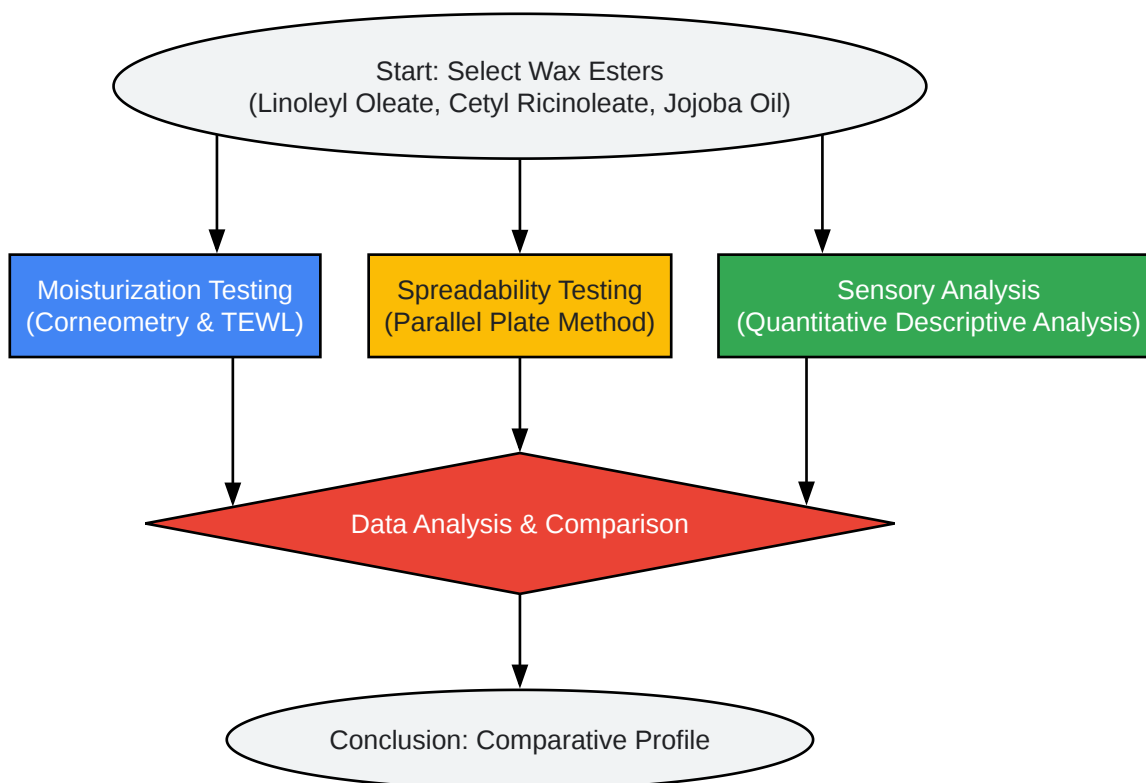 Start: Select Wax Esters
(Linoleyl Oleate, Cetyl Ricinoleate, Jojoba Oil)
Moisturization Testing
(Corneometry & TEWL)
Spreadability Testing
(Parallel Plate Method)
Sensory Analysis
(Quantitative Descriptive Analysis)
Data Analysis & Comparison
Conclusion: Comparative Profile